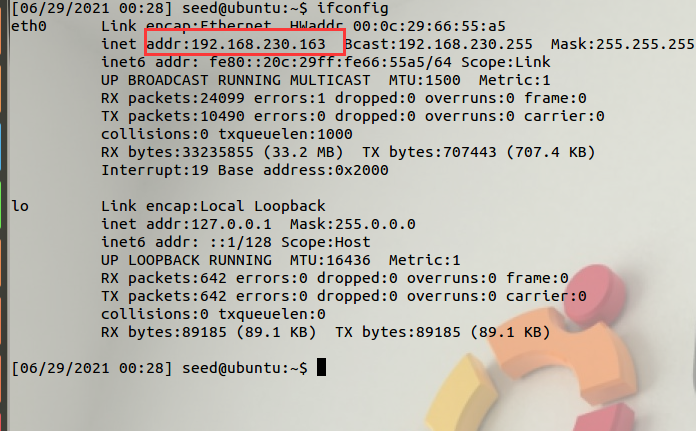 [06/29/2021 00:28] seed@ubuntu:~$ ifconfig
eth0      Link encap:Ethernet  HWaddr 00:0c:29:66:55:a5
          inet addr:192.168.230.163  Bcast:192.168.230.255  Mask:255.255.255
          inet6 addr: fe80::20c:29ff:fe66:55a5/64 Scope:Link
          UP BROADCAST RUNNING MULTICAST  MTU:1500  Metric:1
          RX packets:24099 errors:1 dropped:0 overruns:0 frame:0
          TX packets:10490 errors:0 dropped:0 overruns:0 carrier:0
          collisions:0 txqueuelen:1000
          RX bytes:33235855 (33.2 MB)  TX bytes:707443 (707.4 KB)
          Interrupt:19 Base address:0x2000

lo        Link encap:Local Loopback
          inet addr:127.0.0.1  Mask:255.0.0.0
          inet6 addr: ::1/128 Scope:Host
          UP LOOPBACK RUNNING  MTU:16436  Metric:1
          RX packets:642 errors:0 dropped:0 overruns:0 frame:0
          TX packets:642 errors:0 dropped:0 overruns:0 carrier:0
          collisions:0 txqueuelen:0
          RX bytes:89185 (89.1 KB)  TX bytes:89185 (89.1 KB)

[06/29/2021 00:28] seed@ubuntu:~$